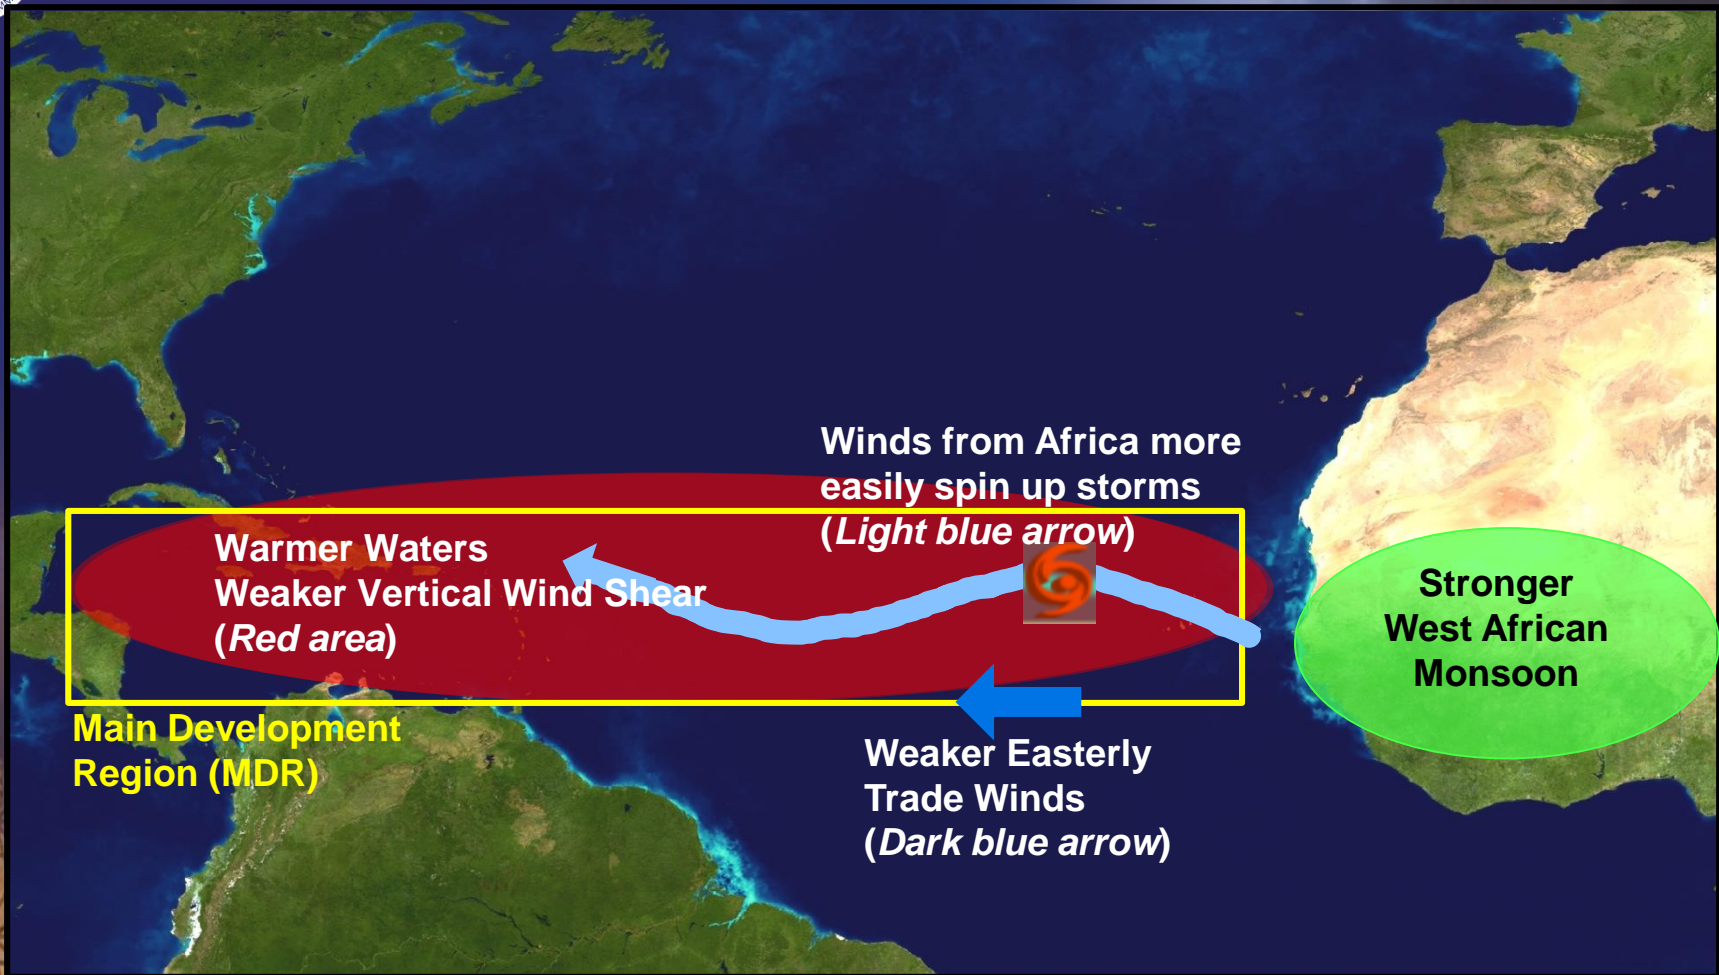 Winds from Africa more
easily spin up storms
(Light blue arrow)
Warmer Waters
Weaker Vertical Wind Shear
(Red area)
Stronger
West African
Monsoon
Main Development
Region (MDR)
Weaker Easterly
Trade Winds
(Dark blue arrow)